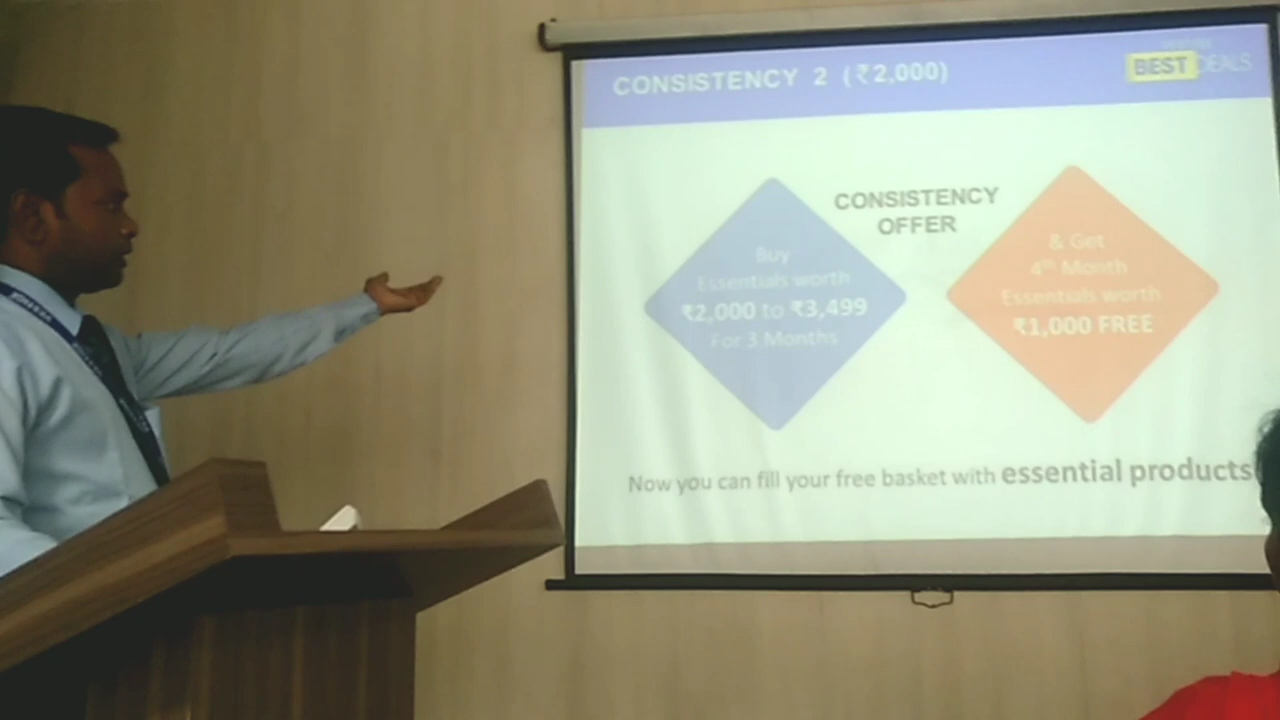 CONSISTENCY 2 (₹2,000)
BEST DEALS
CONSISTENCY
OFFER
Buy
Essentials worth
₹2,000 to ₹3,499
For 3 Months
& Get
4th Month
Essentials worth
₹1,000 FREE
Now you can fill your free basket with essential products